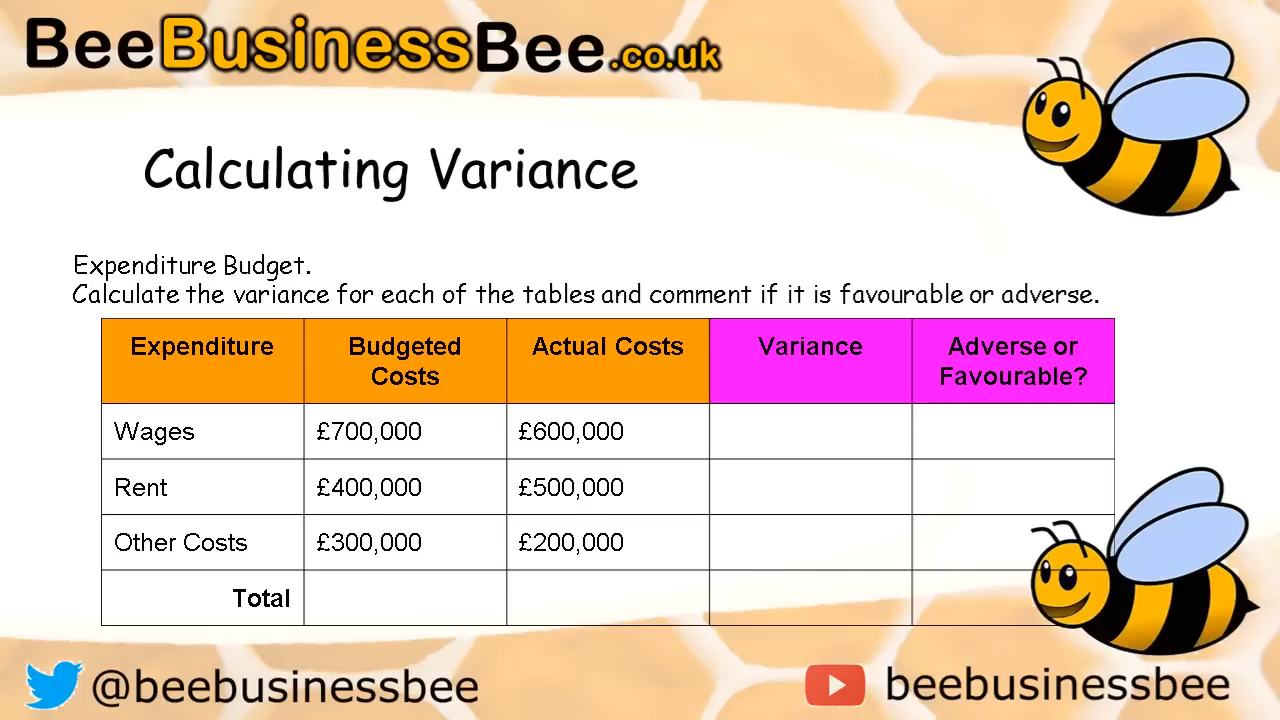 BeeBusinessBee.co.uk
Calculating Variance
Expenditure Budget.
Calculate the variance for each of the tables and comment if it is favourable or adverse.
Expenditure Budgeted Costs Actual Costs Variance Adverse or Favourable?
Wages £700,000 £600,000
Rent £400,000 £500,000
Other Costs £300,000 £200,000
Total
@beebusinessbee beebusinessbee